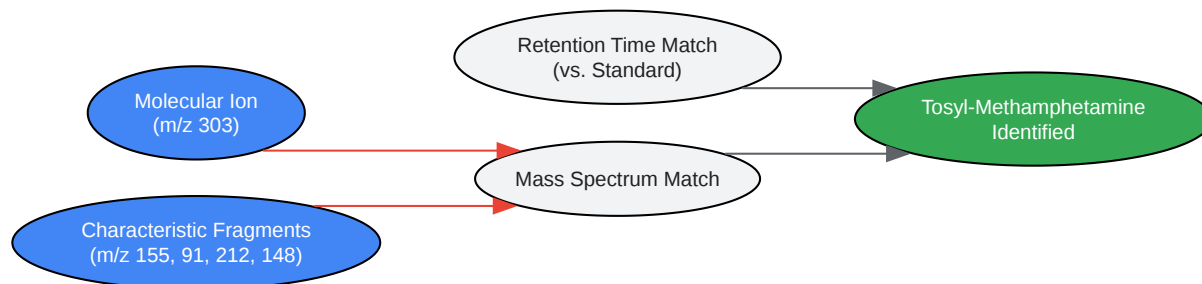 Retention Time Match
(vs. Standard)
Molecular Ion
(m/z 303)
Tosyl-Methamphetamine
Identified
Mass Spectrum Match
Characteristic Fragments
(m/z 155, 91, 212, 148)